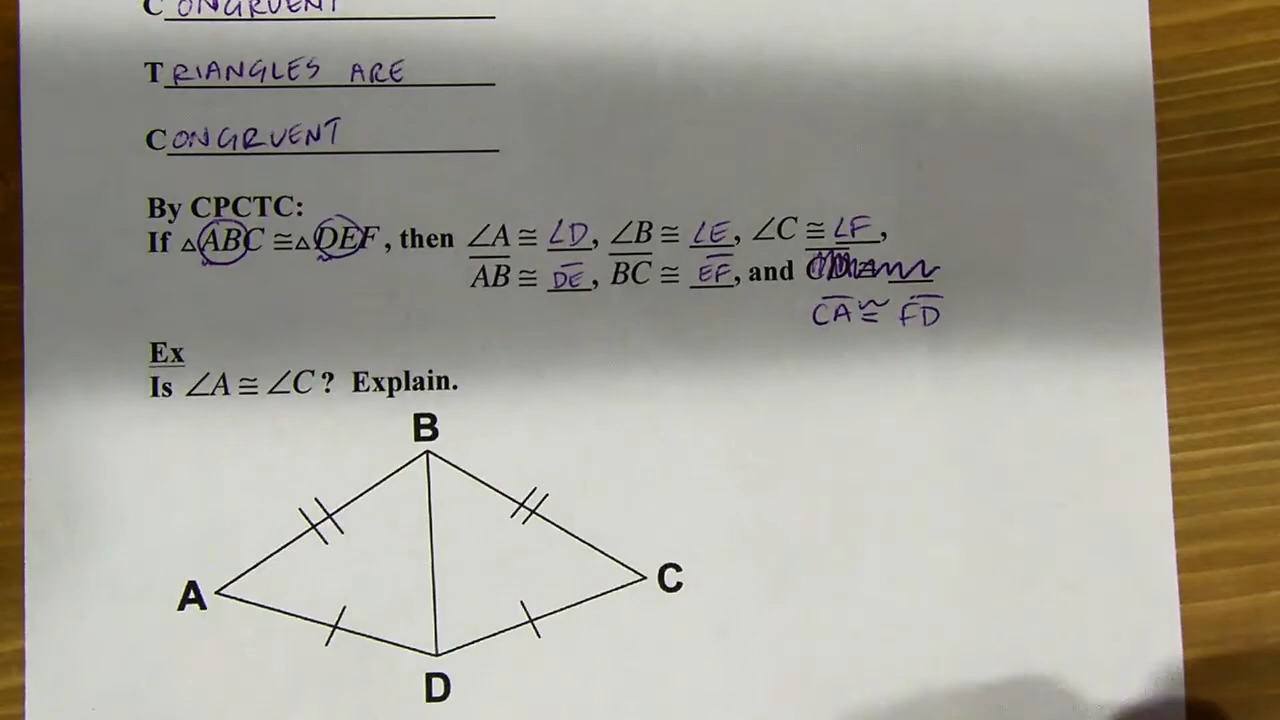 CONGRUENT
TRIANGLES ARE
CONGRUENT
By CPCTC:
If △ABC ≅ △DEF, then ∠A ≅ ∠D, ∠B ≅ ∠E, ∠C ≅ ∠F,
AB ≅ DE, BC ≅ EF, and
CA ≅ FD
Ex
Is ∠A ≅ ∠C? Explain.
B
A
C
D